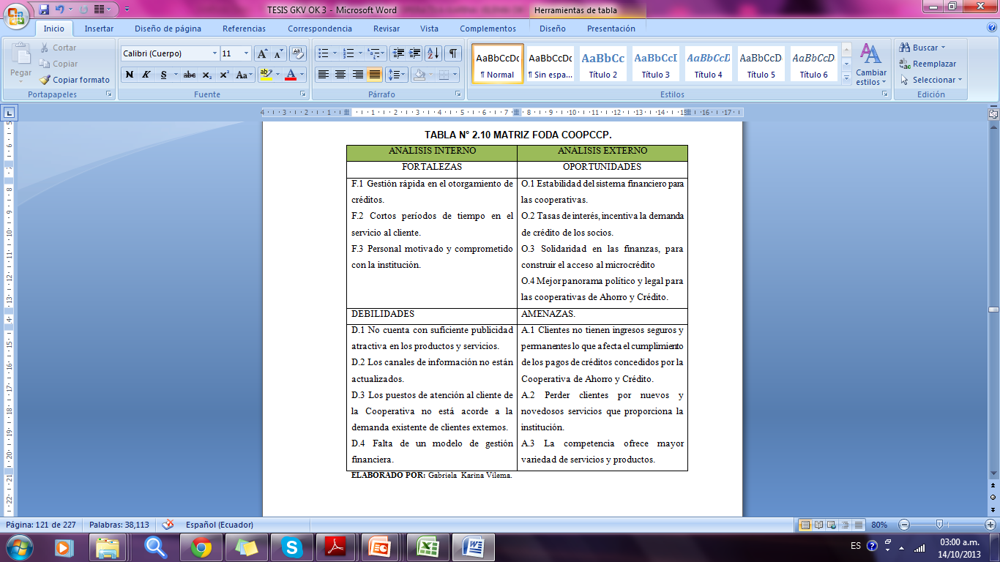 TESIS GKV OK 3 - Microsoft Word
Herramientas de tabla
Inicio Insertar Diseño de página Referencias Correspondencia Revisar Vista Complementos Diseño Presentación
Pegar
Cortar
Copiar
Copiar formato
Portapapeles
Calibri (Cuerpo) 11
N K S abc x₂ x² Aa
Fuente
Párrafo
AaBbCcDc AaBbCcDc AaBbCc AaBbCcI AaBbCcD AaBbCcD AaBbCcD
¶ Normal ¶ Sin espa... Título 2 Título 3 Título 4 Título 5 Título 6
Cambiar
estilos
Estilos
Buscar
Reemplazar
Seleccionar
Edición
TABLA N° 2.10 MATRIZ FODA COOPCCP.
ANALISIS INTERNO
FORTALEZAS
F.1 Gestión rápida en el otorgamiento de
créditos.
F.2 Cortos períodos de tiempo en el
servicio al cliente.
F.3 Personal motivado y comprometido
con la institución.
ANALISIS EXTERNO
OPORTUNIDADES
O.1 Estabilidad del sistema financiero para
las cooperativas.
O.2 Tasas de interés, incentiva la demanda
de crédito de los socios.
O.3 Solidaridad en las finanzas, para
construir el acceso al microcrédito
O.4 Mejor panorama político y legal para
las cooperativas de Ahorro y Crédito.
DEBILIDADES
D.1 No cuenta con suficiente publicidad
atractiva en los productos y servicios.
D.2 Los canales de información no están
actualizados.
D.3 Los puestos de atención al cliente de
la Cooperativa no está acorde a la
demanda existente de clientes externos.
D.4 Falta de un modelo de gestión
financiera.
AMENAZAS.
A.1 Clientes no tienen ingresos seguros y
permanentes lo que afecta el cumplimiento
de los pagos de créditos concedidos por la
Cooperativa de Ahorro y Crédito.
A.2 Perder clientes por nuevos y
novedosos servicios que proporciona la
institución.
A.3 La competencia ofrece mayor
variedad de servicios y productos.
ELABORADO POR: Gabriela Karina Vilema.
Página: 121 de 227 Palabras: 38,113 Español (Ecuador) 80%
ES 03:00 a.m.
14/10/2013